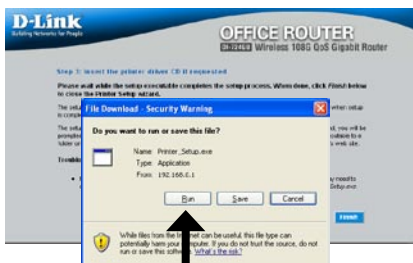 D-Link
Building Networks for People
OFFICE ROUTER
Wireless 108G QoS Gigabit Router
Step 3: Insert the printer driver CD if requested
Please wait while the setup executable completes the setup process. When done, click Finish below
to close the Printer Setup wizard.
The
File Download - Security Warning
Do you want to run or save this file?
Name: Printer_Setup.exe
Type: Application
From: 192.168.0.1
Run
Save
Cancel
While files from the Internet can be useful, this file type can
potentially harm your computer. If you do not trust the source, do not
run or save this software. What's the risk?